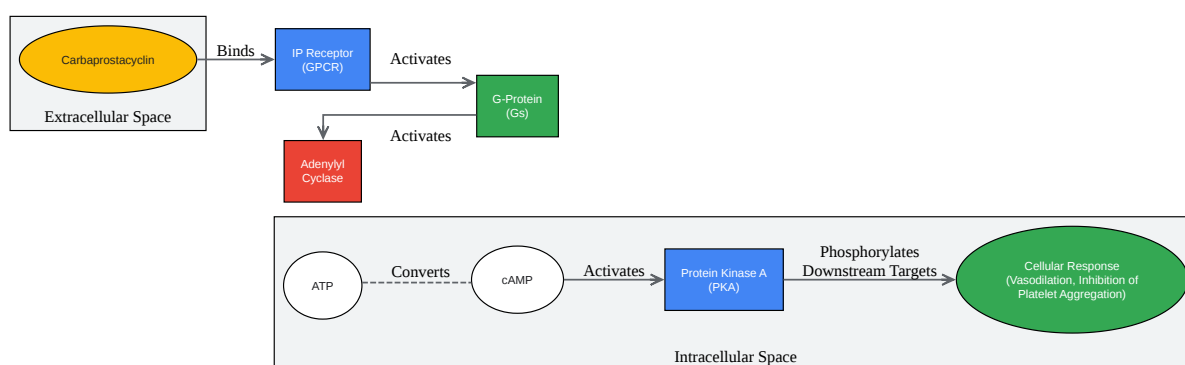 Carbaprostacyclin
Extracellular Space
Binds
IP Receptor
(GPCR)
Activates
G-Protein
(Gs)
Activates
Adenylyl
Cyclase
ATP
Converts
cAMP
Activates
Protein Kinase A
(PKA)
Phosphorylates
Downstream Targets
Cellular Response
(Vasodilation, Inhibition of
Platelet Aggregation)
Intracellular Space